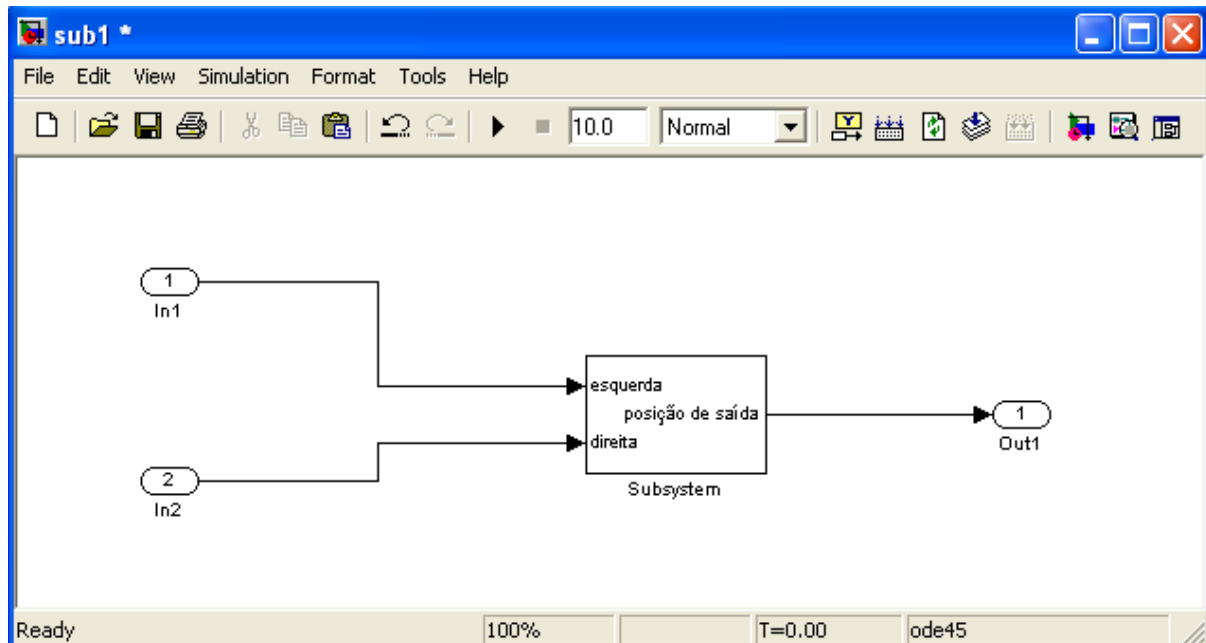 sub1 *
File Edit View Simulation Format Tools Help
10.0 Normal
1
In1
esquerda
posição de saída
1
direita
Out1
2
Subsystem
In2
Ready 100% T=0.00 ode45